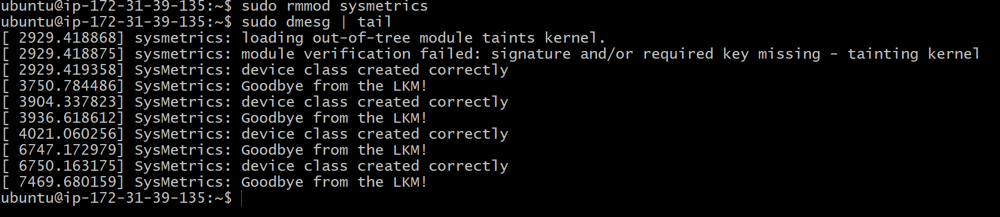 ubuntu@ip-172-31-39-135:~$ sudo rmmod sysmetrics
ubuntu@ip-172-31-39-135:~$ sudo dmesg | tail
[ 2929.418868] sysmetrics: loading out-of-tree module taints kernel.
[ 2929.418875] sysmetrics: module verification failed: signature and/or required key missing - tainting kernel
[ 2929.419358] SysMetrics: device class created correctly
[ 3750.784486] SysMetrics: Goodbye from the LKM!
[ 3904.337823] SysMetrics: device class created correctly
[ 3936.618612] SysMetrics: Goodbye from the LKM!
[ 4021.060256] SysMetrics: device class created correctly
[ 6747.172979] SysMetrics: Goodbye from the LKM!
[ 6750.163175] SysMetrics: device class created correctly
[ 7469.680159] SysMetrics: Goodbye from the LKM!
ubuntu@ip-172-31-39-135:~$